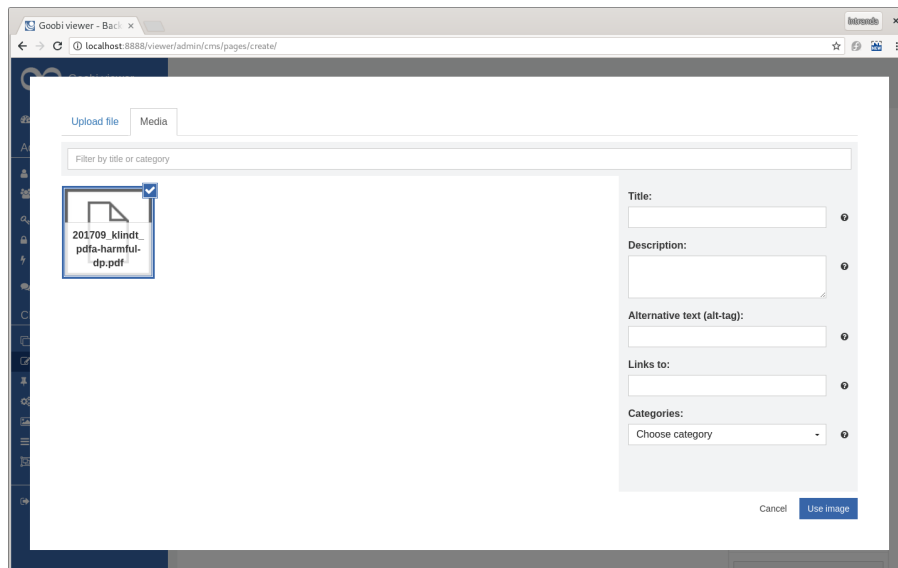 Goobi viewer - Back
intranda
localhost:8888/viewer/admin/cms/pages/create/
Upload file
Media
Filter by title or category
201709_klindt_
pdfa-harmful-
dp.pdf
Title:
Description:
Alternative text (alt-tag):
Links to:
Categories:
Choose category
Cancel
Use image